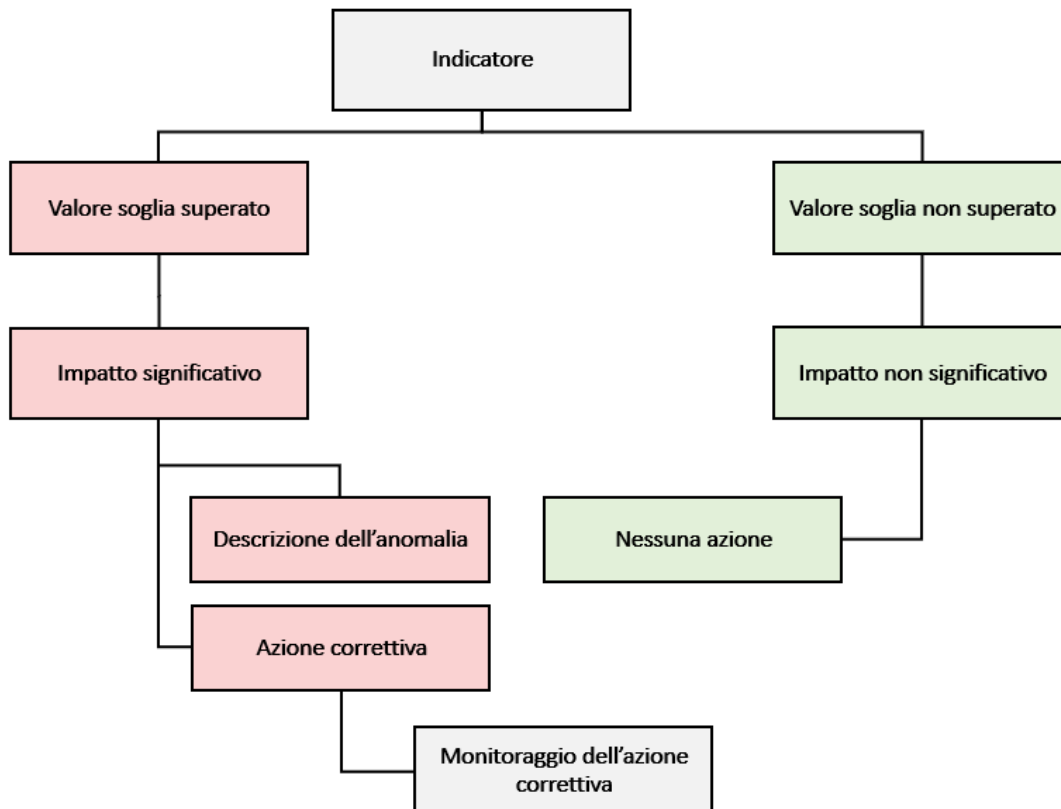 Indicatore
Valore soglia superato
Valore soglia non superato
Impatto significativo
Impatto non significativo
Descrizione dell'anomalia
Nessuna azione
Azione correttiva
Monitoraggio dell'azione
correttiva